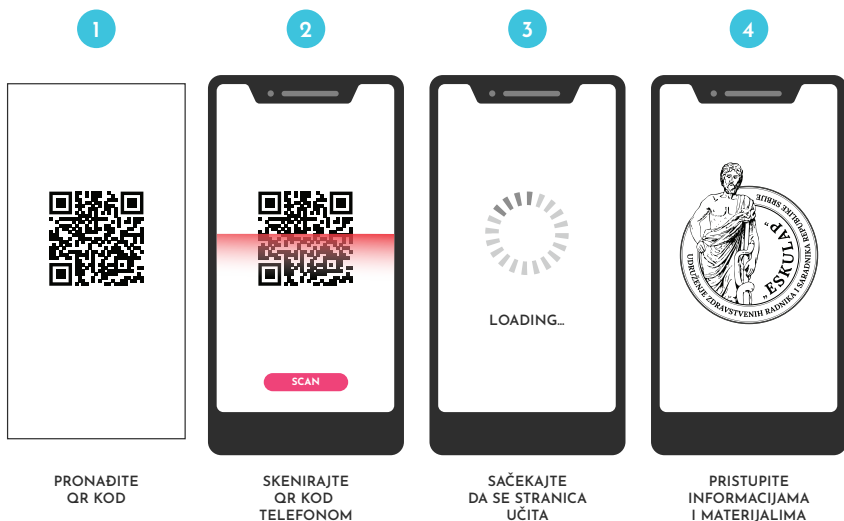 1
2
3
4
SCAN
LOADING...
UDRUŽENJE ZDRAVSTVENIH RADNIKA I SARADNIKA REPUBLIKE SRBIJE
„ESKULAP”
PRONAĐITE
QR KOD
SKENIRAJTE
QR KOD
TELEFONOM
SAČEKAJTE
DA SE STRANICA
UČITA
PRISTUPITE
INFORMACIJAMA
I MATERIJALIMA